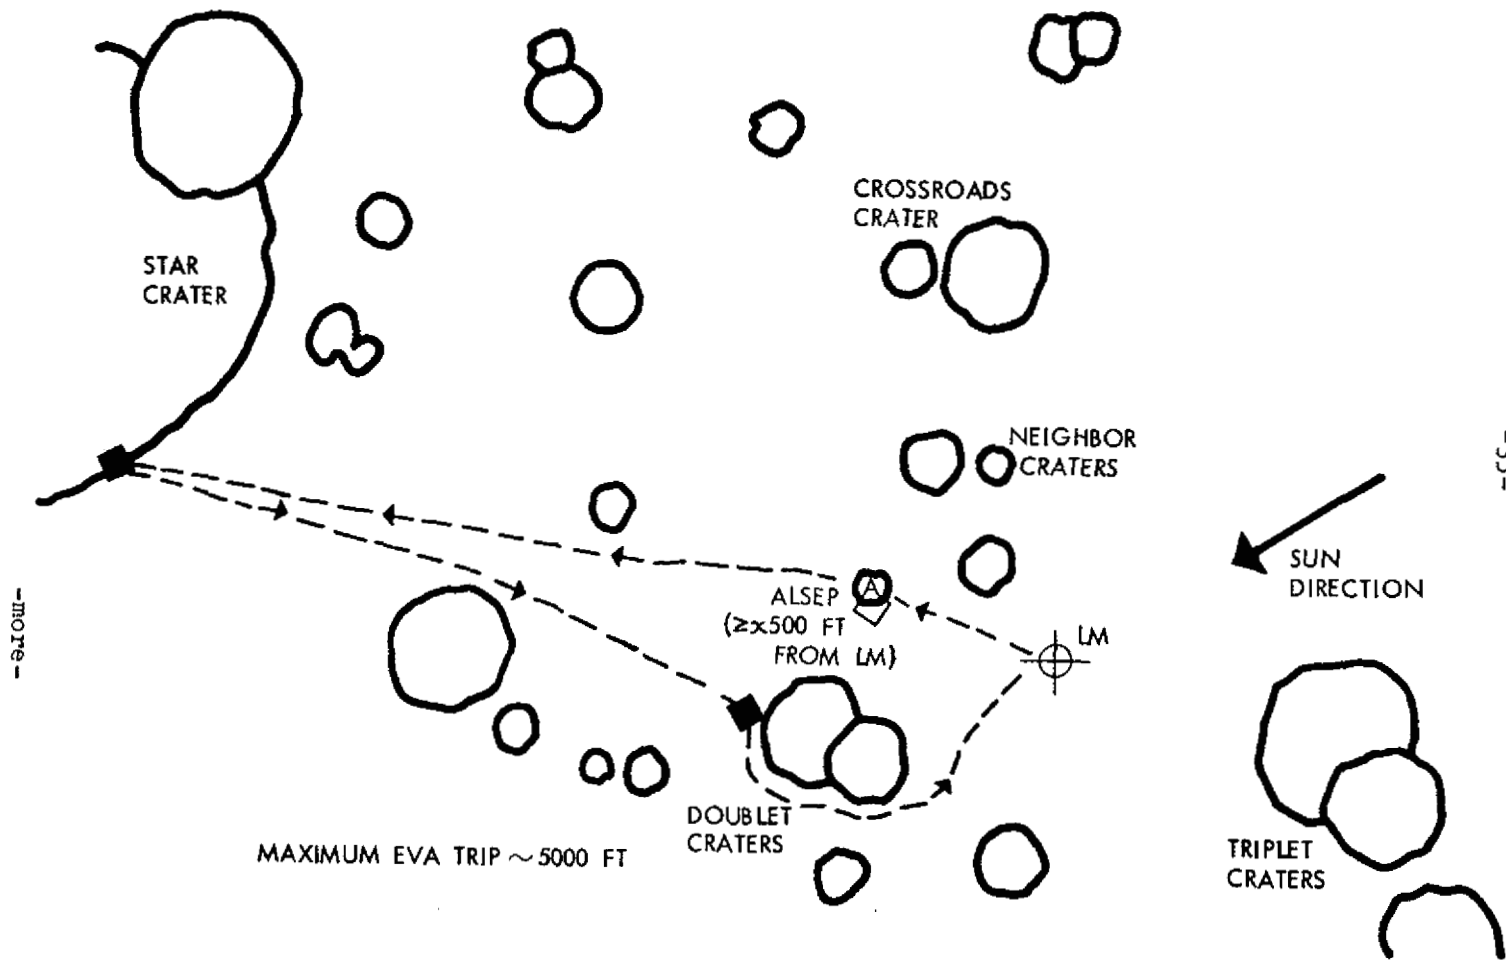 CROSSROADS
CRATER
STAR
CRATER
NEIGHBOR
CRATERS
SUN
DIRECTION
A
ALSEP
(≥x500 FT
FROM LM)
LM
-more-
DOUBLET
CRATERS
MAXIMUM EVA TRIP ~ 5000 FT
TRIPLET
CRATERS